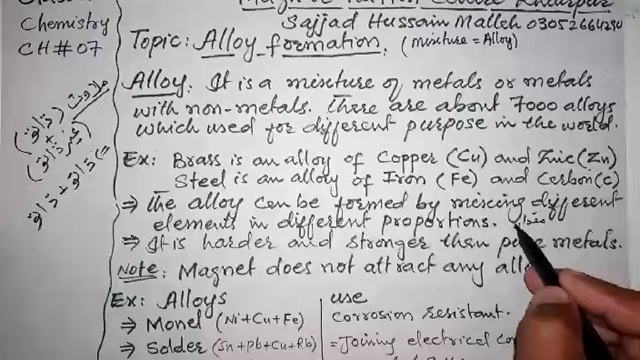 Chemistry
CH # 07
Sajjad Hussain Mallah 03052664250
Topic: Alloy formation. (mixture = Alloy)
Alloy. It is a mixture of metals or metals
with non-metals. There are about 7000 alloys
which used for different purpose in the world.
Ex: Brass is an alloy of Copper (Cu) and Zinc (Zn)
Steel is an alloy of Iron (Fe) and Carbon (C)
⇒ The alloy can be formed by mixing different
elements in different proportions. مقدار
⇒ It is harder and stronger than pure metals.
Note: Magnet does not attract any
Ex: Alloys
use
⇒ Monel (Ni+Cu+Fe)
Corrosion resistant.
⇒ Solder (Sn+Pb+Cu+Rb)
=Joining electrical